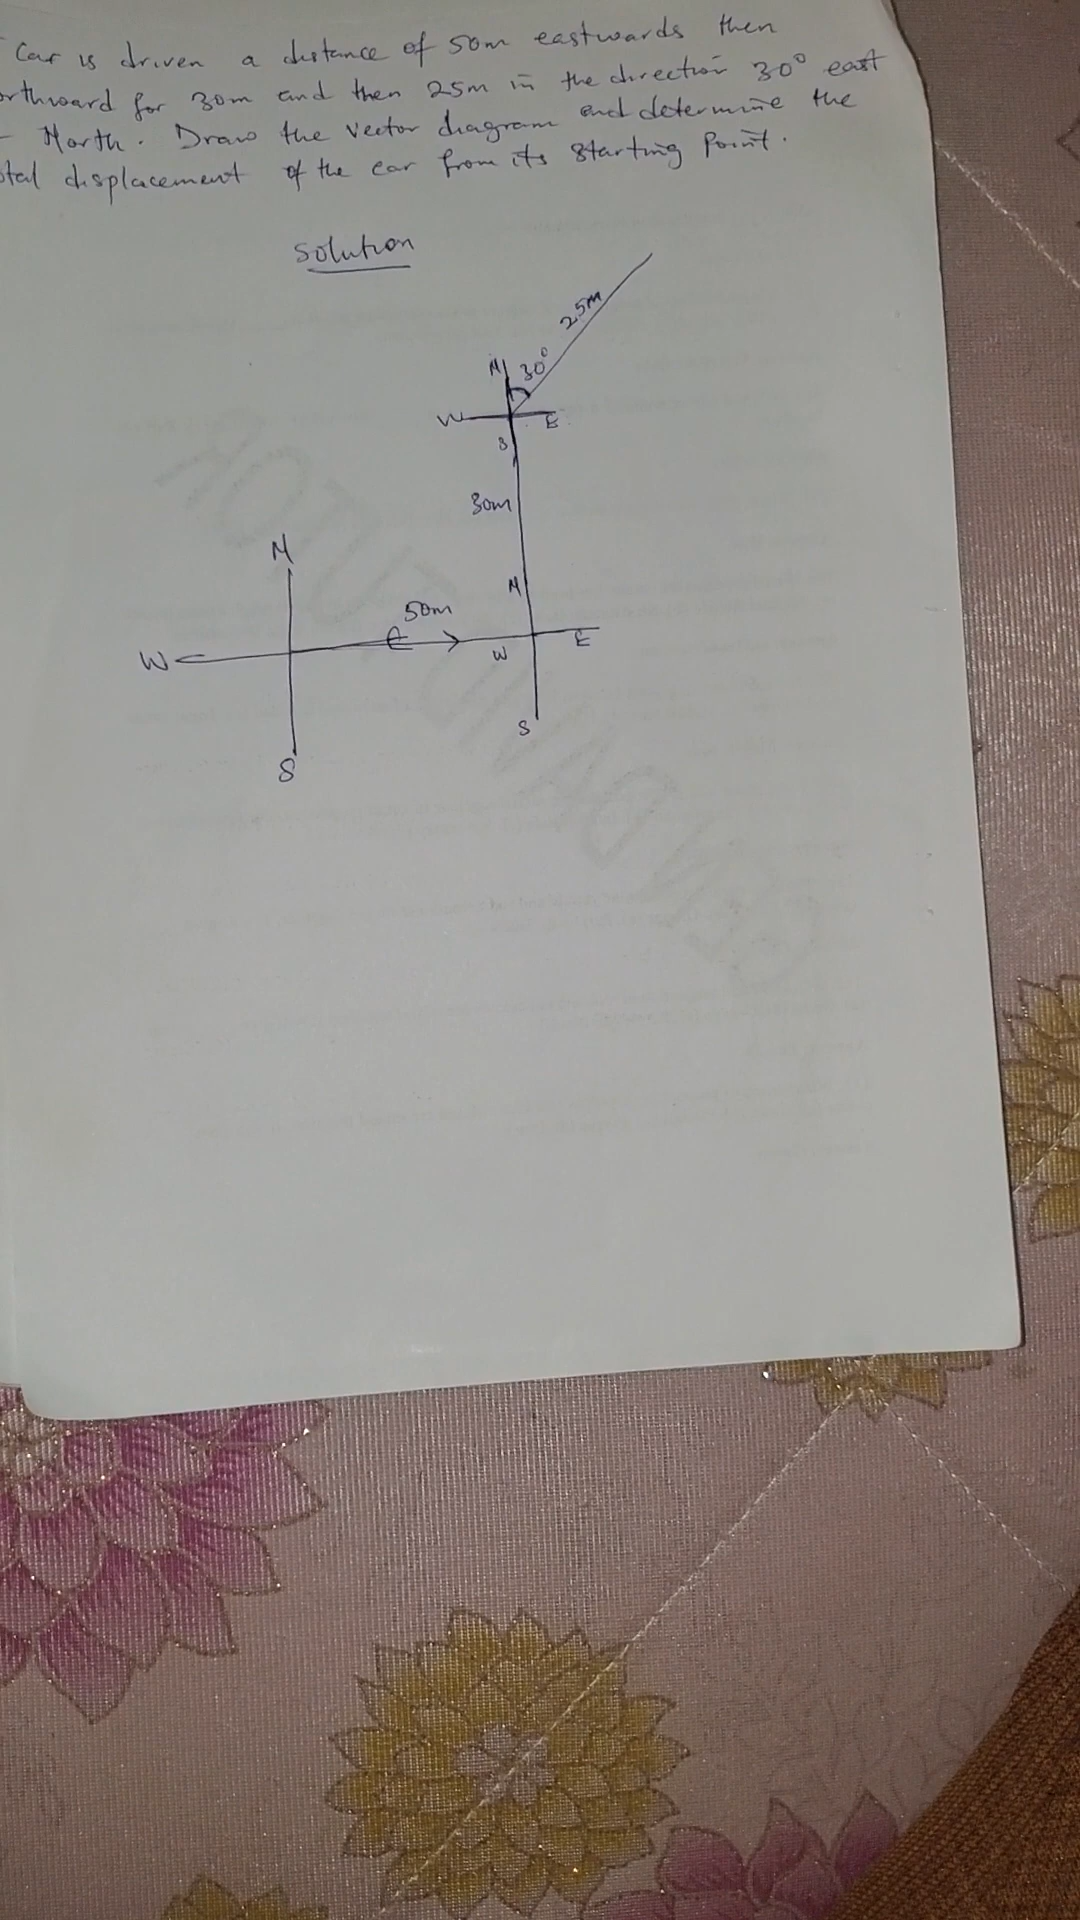 Car is driven a distance of 50m eastwards then
orthward for 30m and then 25m in the direction 30° east
North. Draw the vector diagram and determine the
otal displacement of the car from its starting Point.
Solution
25m
N 30°
W E
S
30m
N
N
50m
W E W E
S
S